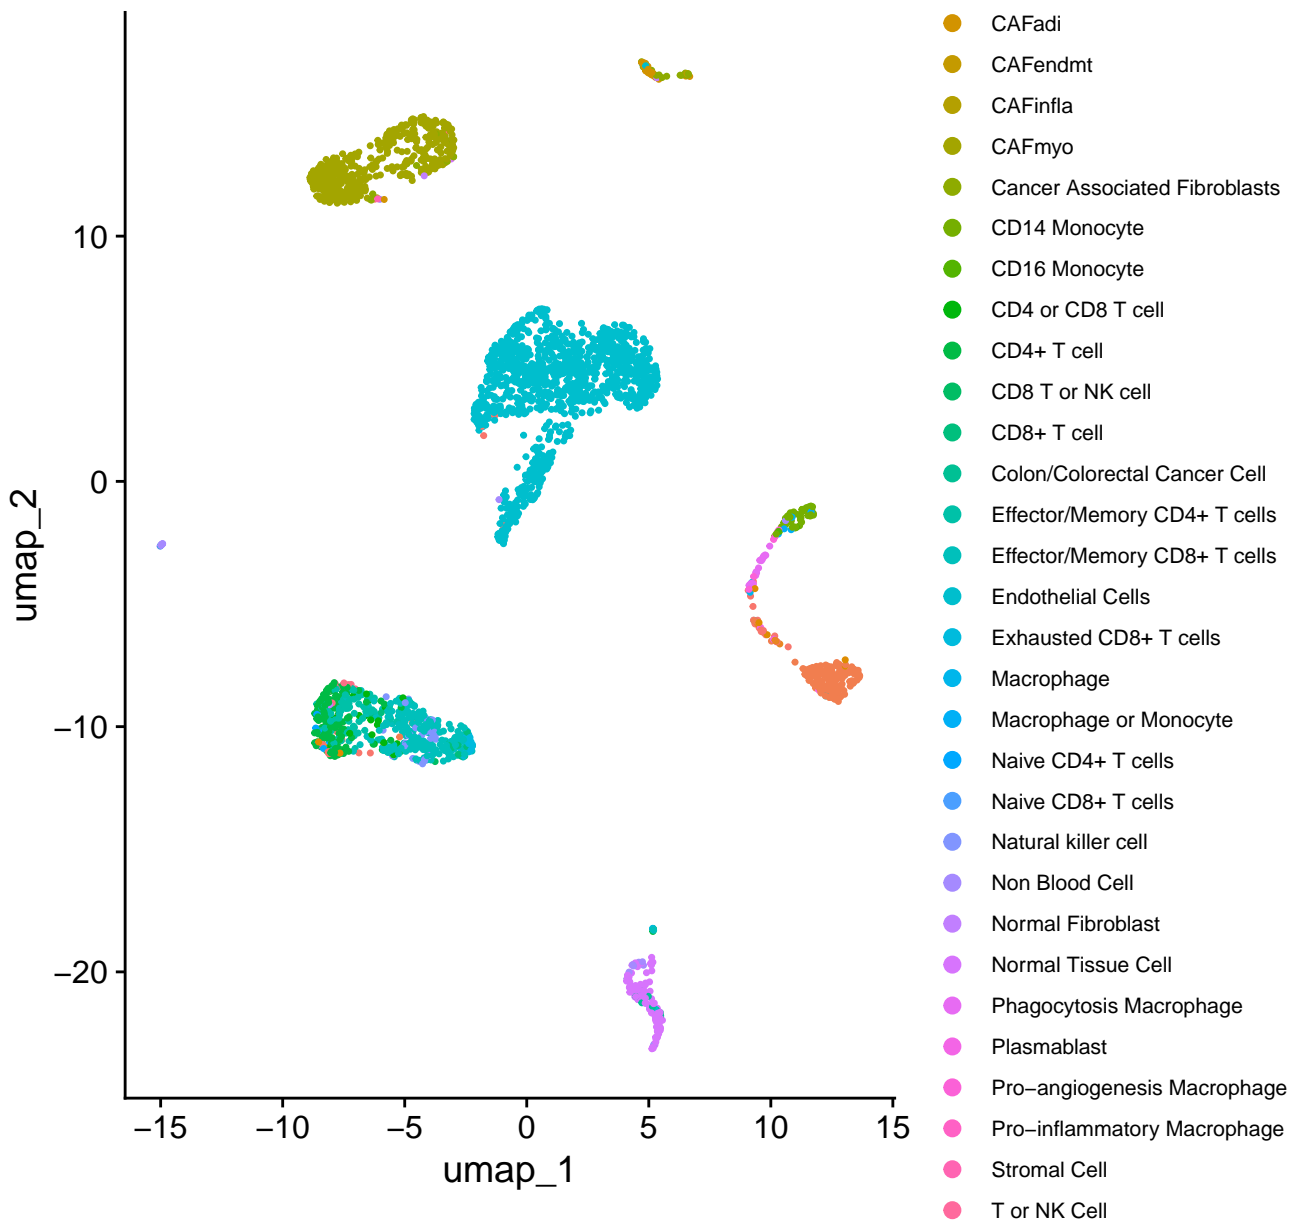 CAFadi
CAFendmt
CAFinfla
CAFmyo
Cancer Associated Fibroblasts
CD14 Monocyte
CD16 Monocyte
CD4 or CD8 T cell
CD4+ T cell
CD8 T or NK cell
CD8+ T cell
Colon/Colorectal Cancer Cell
Effector/Memory CD4+ T cells
Effector/Memory CD8+ T cells
Endothelial Cells
Exhausted CD8+ T cells
Macrophage
Macrophage or Monocyte
Naive CD4+ T cells
Naive CD8+ T cells
Natural killer cell
Non Blood Cell
Normal Fibroblast
Normal Tissue Cell
Phagocytosis Macrophage
Plasmablast
Pro−angiogenesis Macrophage
Pro−inflammatory Macrophage
Stromal Cell
T or NK Cell
10
0
−10
−20
umap_2
−15 −10 −5 0 5 10 15
umap_1